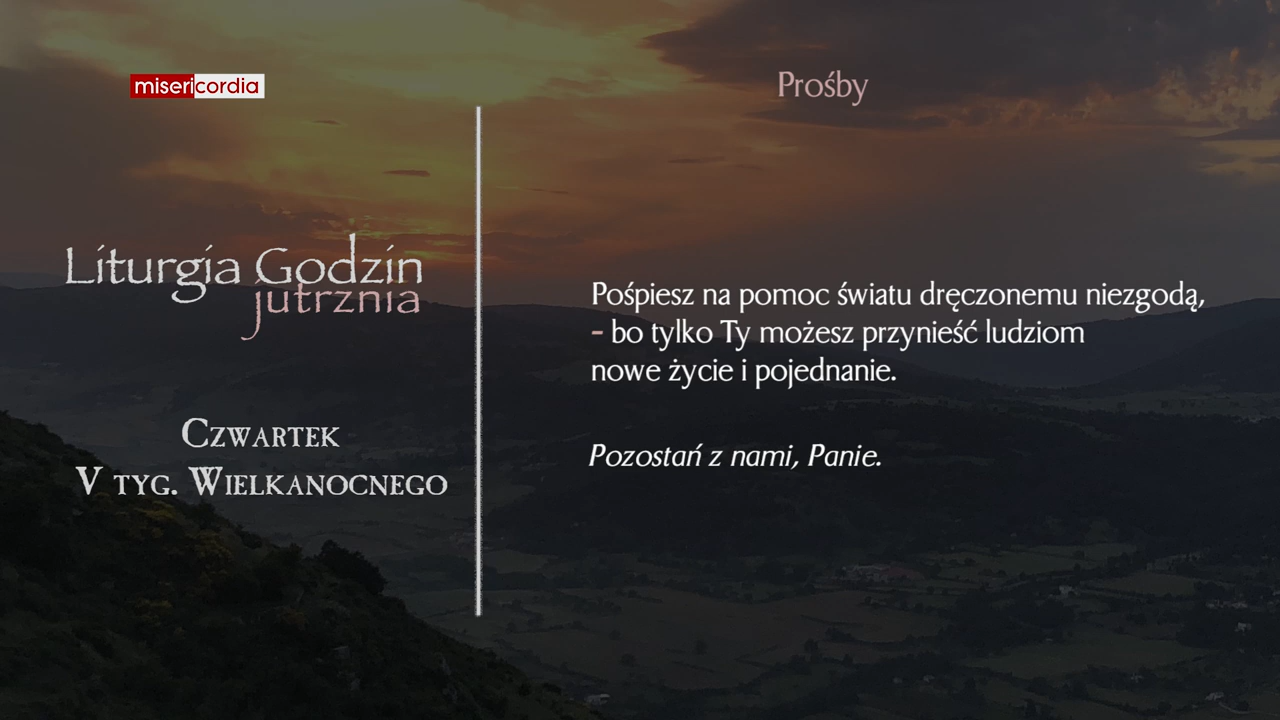 misericordia
Prośby
Liturgia Godzin
jutrznia
Czwartek
V tyg. Wielkanocnego
Pośpiesz na pomoc światu dręczonemu niezgodą,
- bo tylko Ty możesz przynieść ludziom
nowe życie i pojednanie.
Pozostań z nami, Panie.